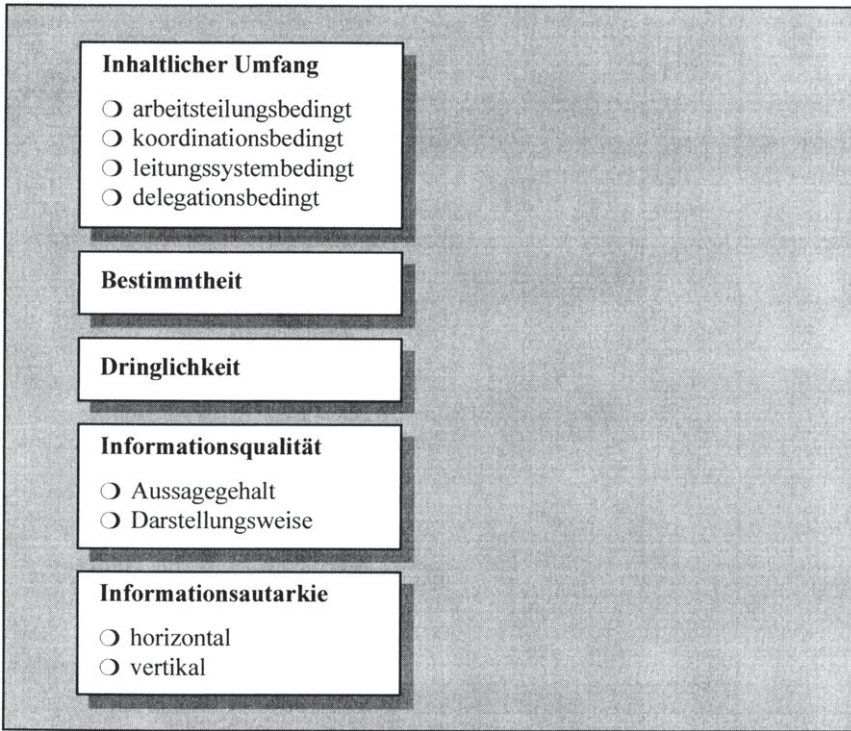 Inhaltlicher Umfang
❍ arbeitsteilungsbedingt
❍ koordinationsbedingt
❍ leitungssystembedingt
❍ delegationsbedingt
Bestimmtheit
Dringlichkeit
Informationsqualität
❍ Aussagegehalt
❍ Darstellungsweise
Informationsautarkie
❍ horizontal
❍ vertikal